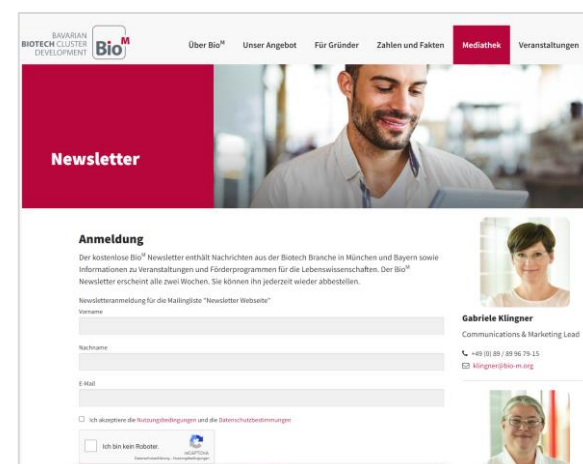 BAVARIAN
BIOTECH CLUSTER
DEVELOPMENT
BioM
Über BioM Unser Angebot Für Gründer Zahlen und Fakten Mediathek Veranstaltungen
Newsletter
Anmeldung
Der kostenlose BioM Newsletter enthält Nachrichten aus der Biotech Branche in München und Bayern sowie
Informationen zu Veranstaltungen und Förderprogrammen für die Lebenswissenschaften. Der BioM
Newsletter erscheint alle zwei Wochen. Sie können ihn jederzeit wieder abbestellen.
Newsletteranmeldung für die Mailingliste "Newsletter Webseite"
Vorname
Nachname
E-Mail
Ich akzeptiere die Nutzungsbedingungen und die Datenschutzbestimmungen
Ich bin kein Roboter.
reCAPTCHA
Datenschutzerklärung - Nutzungsbedingungen
Gabriele Klingner
Communications & Marketing Lead
+49 (0) 89 / 89 96 79-15
klingner@bio-m.org